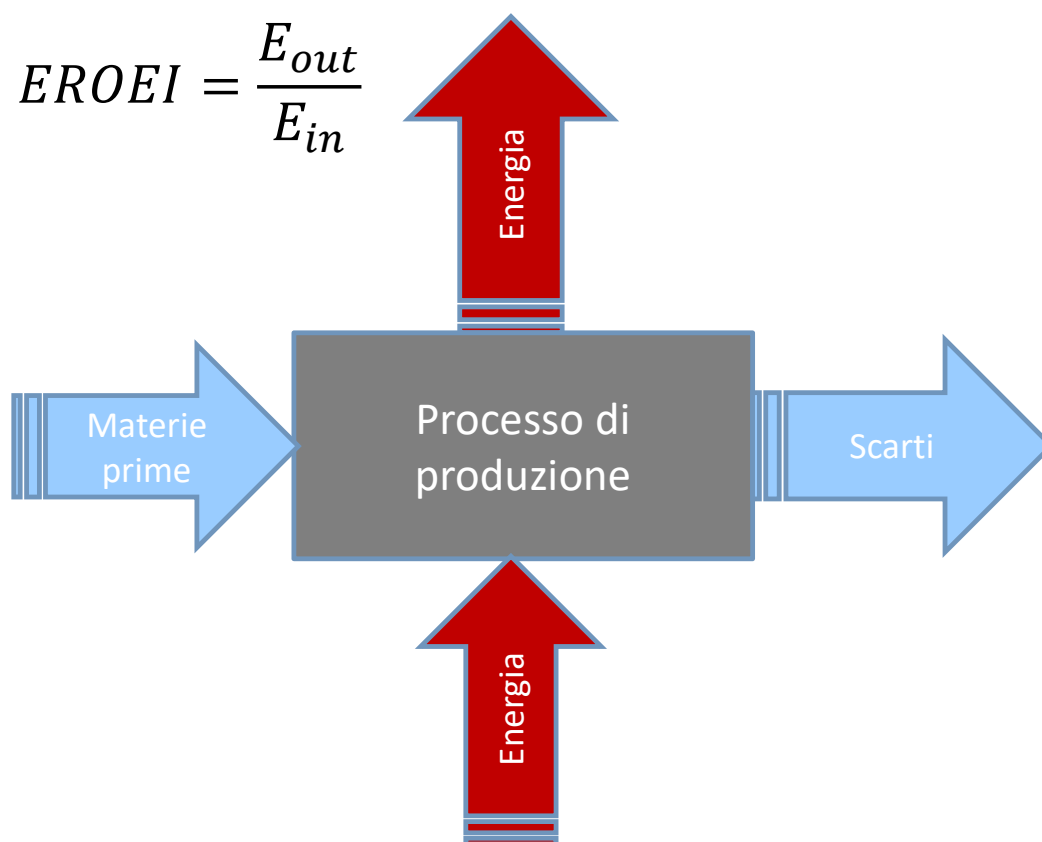 EROEI = E_out / E_in
Energia
Materie
prime
Processo di
produzione
Scarti
Energia